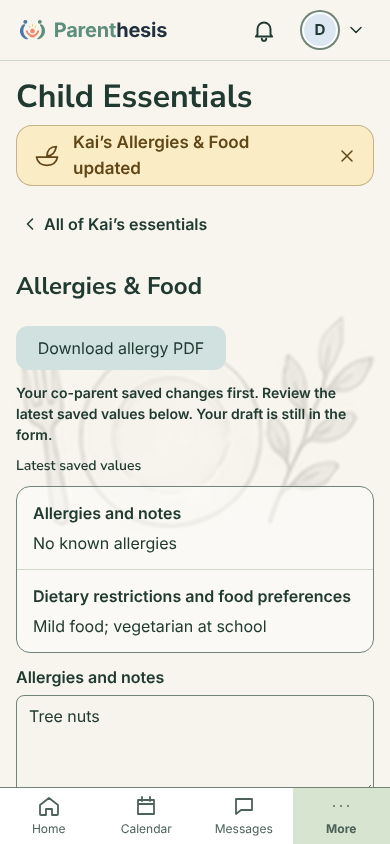 Parenthesis
D
Child Essentials
Kai’s Allergies & Food
updated
All of Kai’s essentials
Allergies & Food
Download allergy PDF
Your co-parent saved changes first. Review the
latest saved values below. Your draft is still in the
form.
Latest saved values
Allergies and notes
No known allergies
Dietary restrictions and food preferences
Mild food; vegetarian at school
Allergies and notes
Tree nuts
Home
Calendar
Messages
More